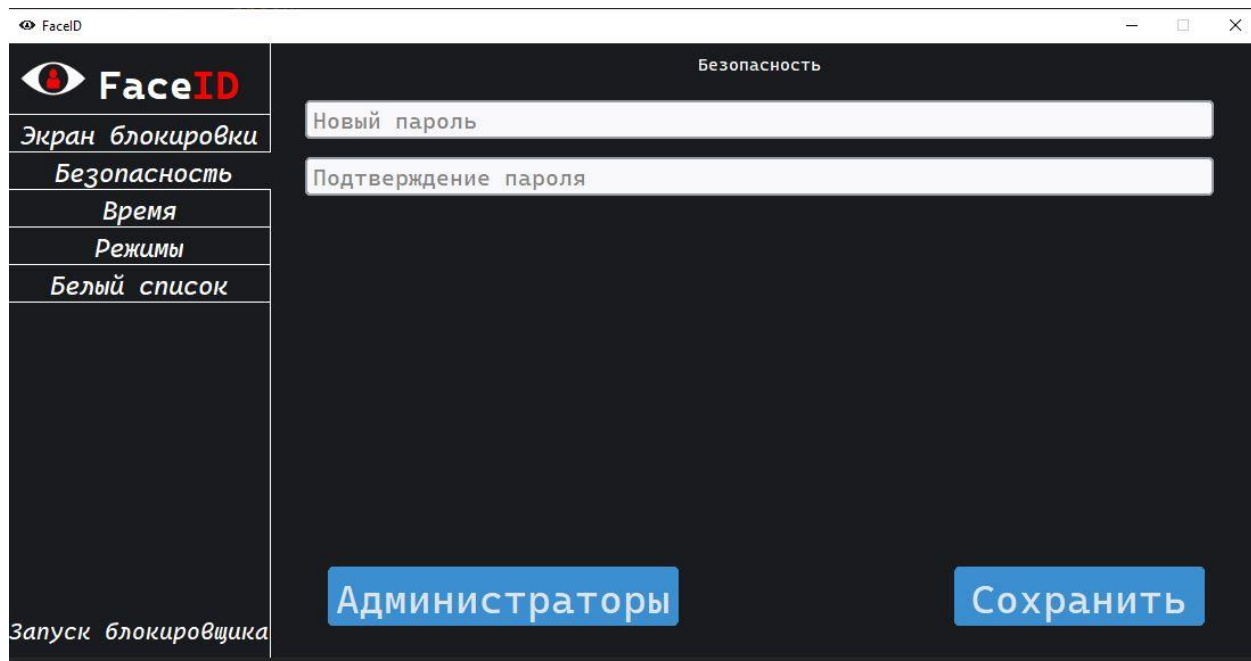 FaceID
FaceID
Экран блокировки
Безопасность
Время
Режимы
Белый список
Запуск блокировщика
Безопасность
Новый пароль
Подтверждение пароля
Администраторы
Сохранить